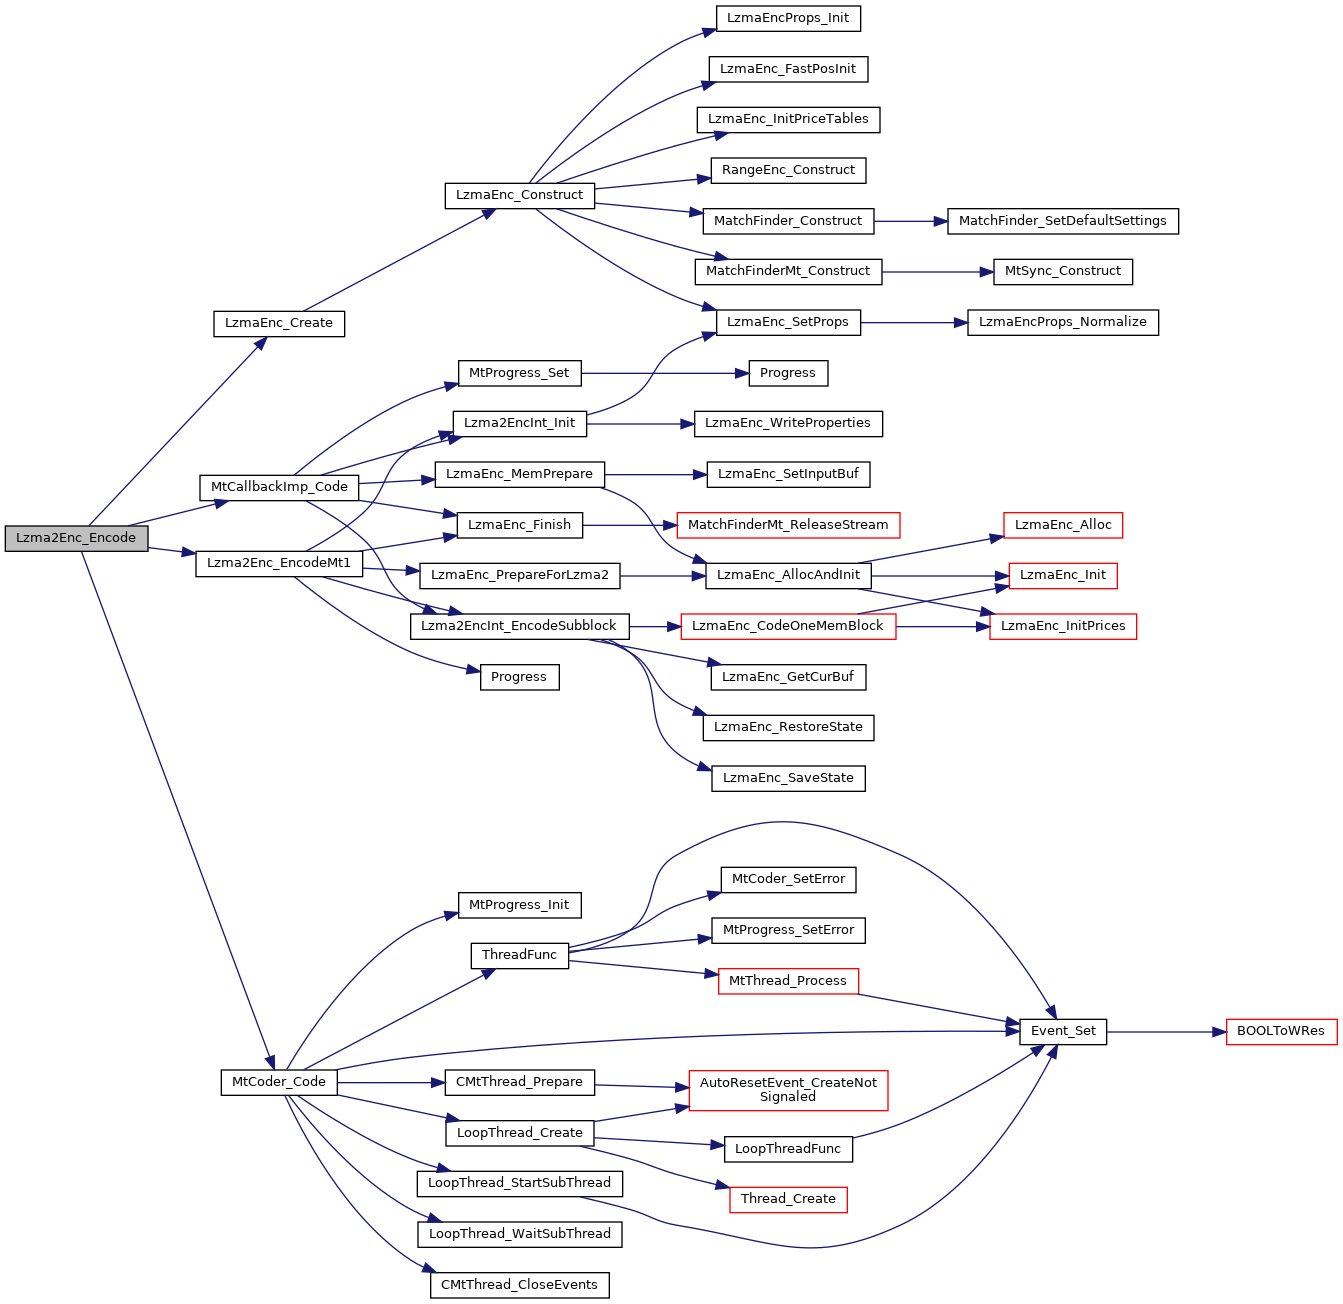 LzmaEncProps_Init
LzmaEnc_FastPosInit
LzmaEnc_InitPriceTables
RangeEnc_Construct
LzmaEnc_Construct
MatchFinder_Construct
MatchFinder_SetDefaultSettings
MatchFinderMt_Construct
MtSync_Construct
LzmaEnc_Create
LzmaEnc_SetProps
LzmaEncProps_Normalize
MtProgress_Set
Progress
Lzma2EncInt_Init
LzmaEnc_WriteProperties
LzmaEnc_MemPrepare
LzmaEnc_SetInputBuf
MtCallbackImp_Code
LzmaEnc_Finish
MatchFinderMt_ReleaseStream
LzmaEnc_Alloc
Lzma2Enc_Encode
Lzma2Enc_EncodeMt1
LzmaEnc_PrepareForLzma2
LzmaEnc_AllocAndInit
LzmaEnc_Init
Lzma2EncInt_EncodeSubblock
LzmaEnc_CodeOneMemBlock
LzmaEnc_InitPrices
Progress
LzmaEnc_GetCurBuf
LzmaEnc_RestoreState
LzmaEnc_SaveState
MtCoder_SetError
MtProgress_Init
MtProgress_SetError
ThreadFunc
MtThread_Process
Event_Set
BOOLToWRes
MtCoder_Code
CMtThread_Prepare
AutoResetEvent_CreateNot
Signaled
LoopThread_Create
LoopThreadFunc
LoopThread_StartSubThread
Thread_Create
LoopThread_WaitSubThread
CMtThread_CloseEvents